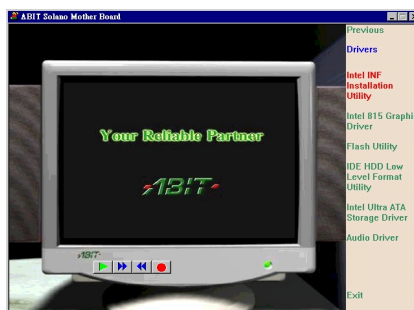 ABIT Solano Mother Board
Previous
Drivers
Intel INF
Installation
Utility
Intel 815 Graphi
Driver
Flash Utility
IDE HDD Low
Level Format
Utility
Intel Ultra ATA
Storage Driver
Audio Driver
Exit
Your Reliable Partner
ABIT
ABIT